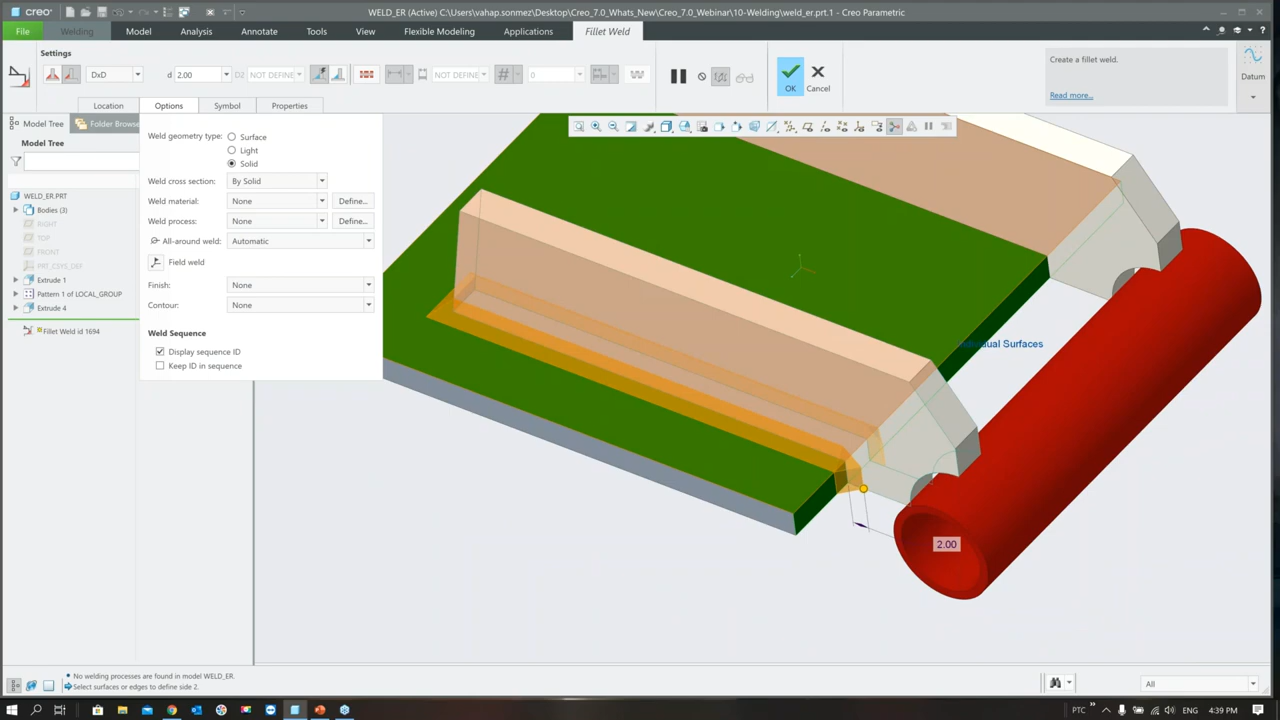 creo
WELD_ER (Active) C:\Users\vahap.sonmez\Desktop\Creo_7.0_Whats_New\Creo_7.0_Webinar\10-Welding\weld_er.prt.1 - Creo Parametric
File Welding Model Analysis Annotate Tools View Flexible Modeling Applications Fillet Weld
Settings
DxD d 2.00 D2 NOT DEFINE NOT DEFINE # 0
OK Cancel
Create a fillet weld.
Read more...
Datum
Location Options Symbol Properties
Model Tree Folder Browse
Model Tree
WELD_ER.PRT
Bodies (3)
RIGHT
TOP
FRONT
PRT_CSYS_DEF
Extrude 1
Pattern 1 of LOCAL_GROUP
Extrude 4
Fillet Weld id 1694
Weld geometry type: Surface
Light
Solid
Weld cross section: By Solid
Weld material: None Define...
Weld process: None Define...
All-around weld: Automatic
Field weld
Finish: None
Contour: None
Weld Sequence
Display sequence ID
Keep ID in sequence
Surfaces
2.00
No welding processes are found in model WELD_ER.
Select surfaces or edges to define side 2.
All
PTC ENG 4:39 PM